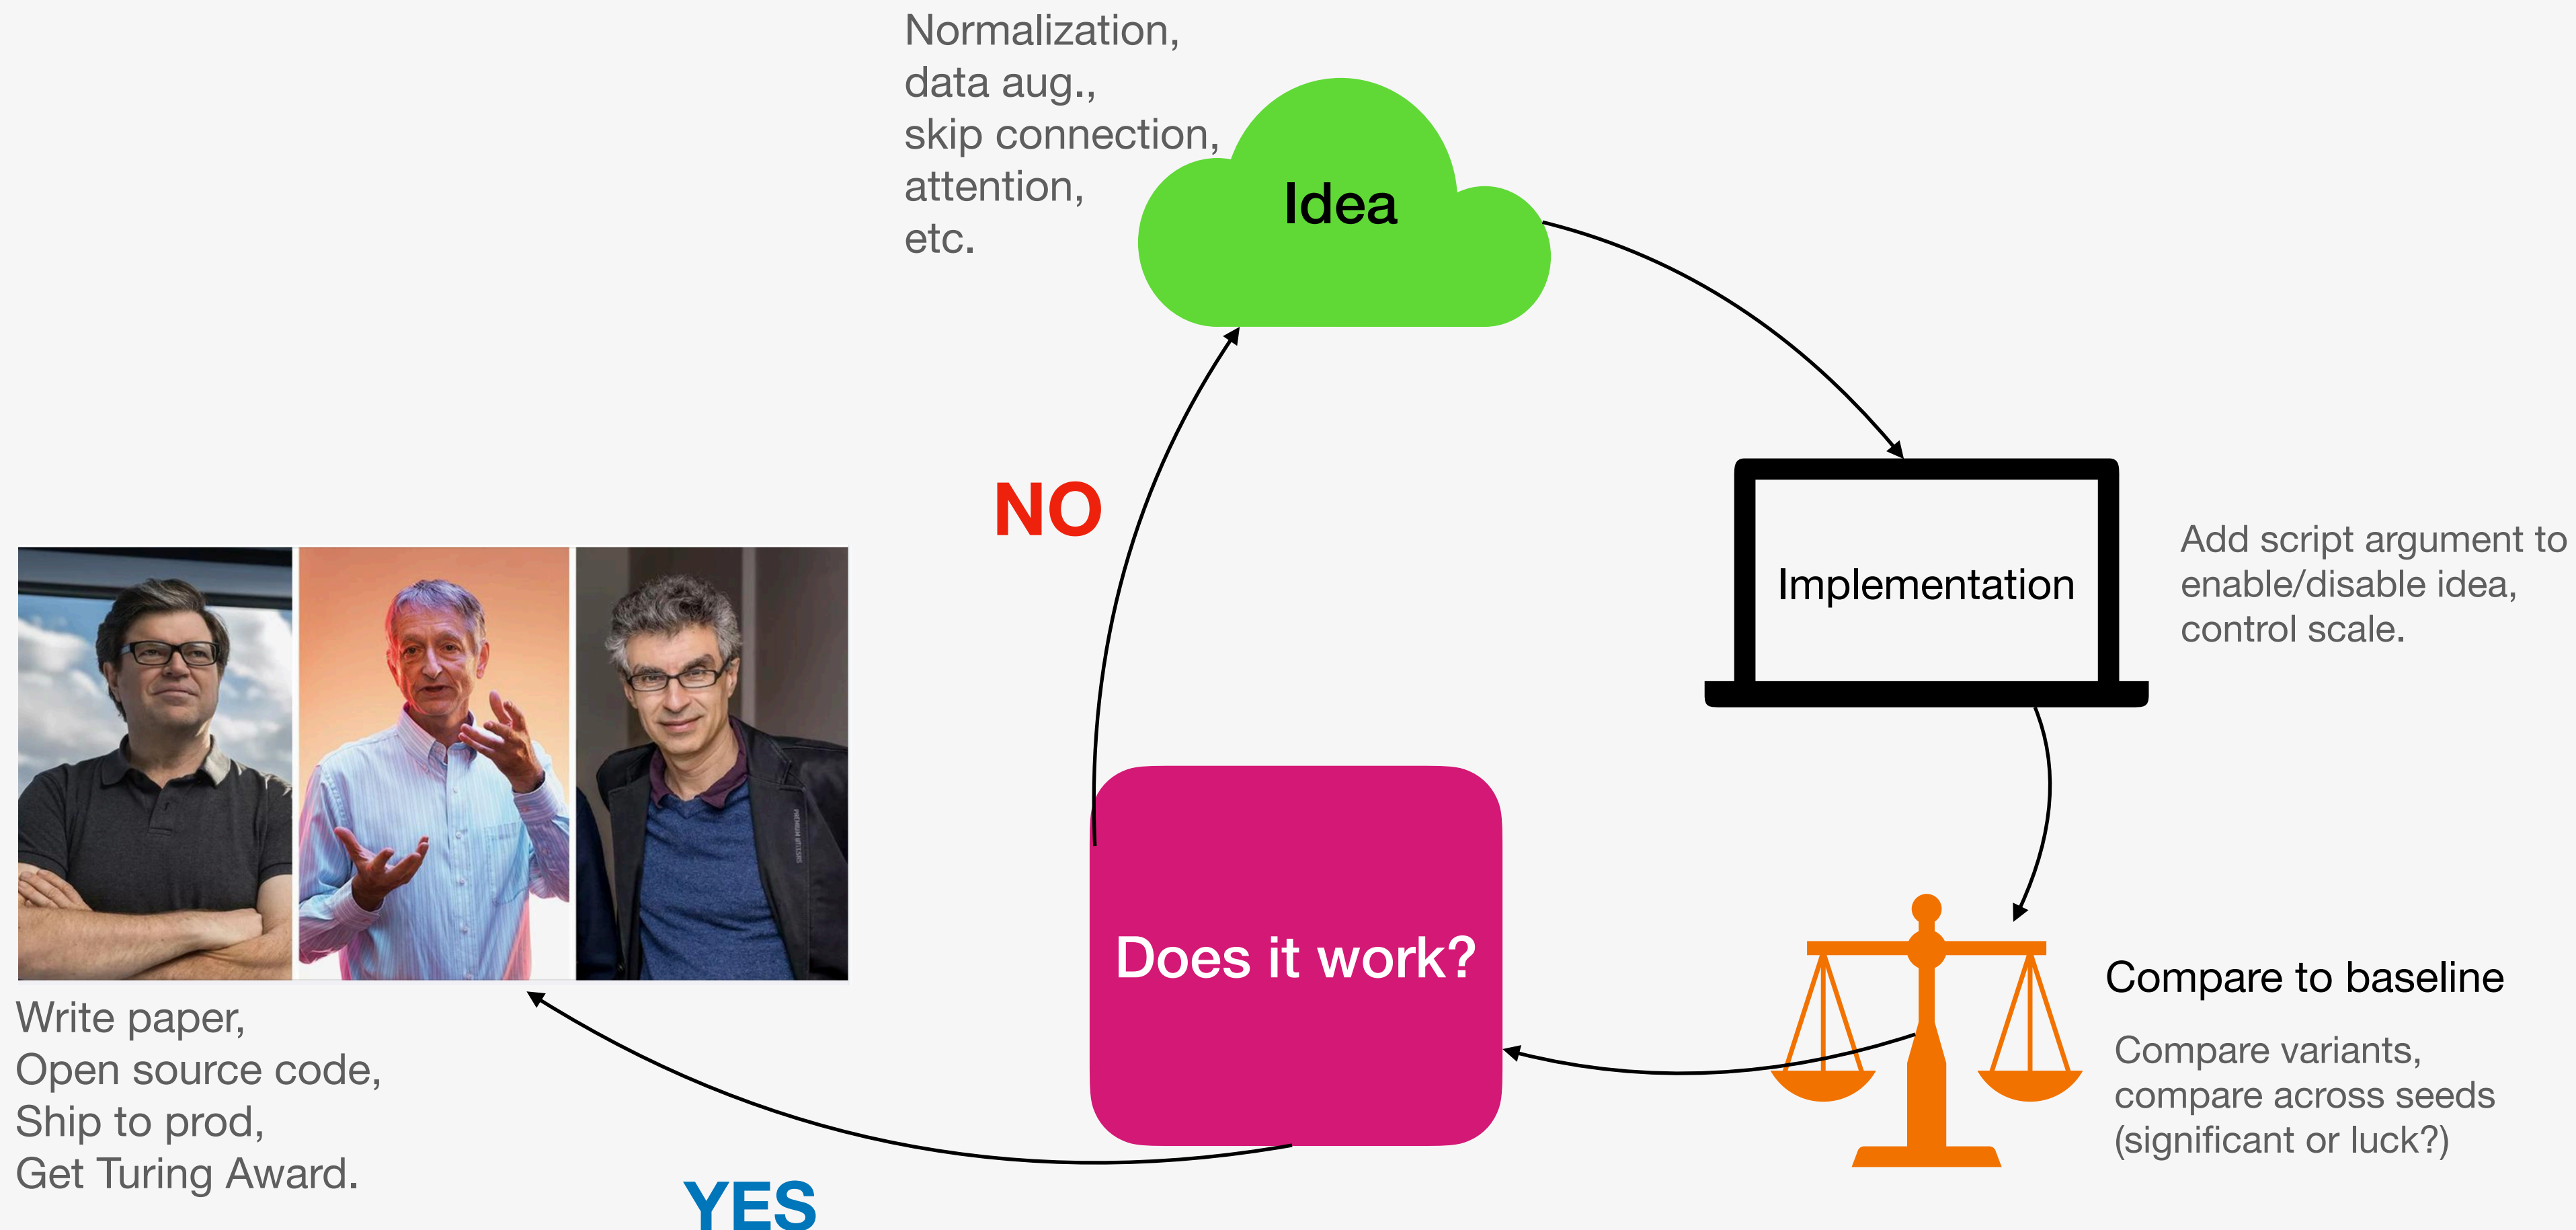 Normalization,
data aug.,
skip connection,
attention,
etc.
Idea
NO
Implementation
Add script argument to
enable/disable idea,
control scale.
Does it work?
Compare to baseline
Compare variants,
compare across seeds
(significant or luck?)
Write paper,
Open source code,
Ship to prod,
Get Turing Award.
YES